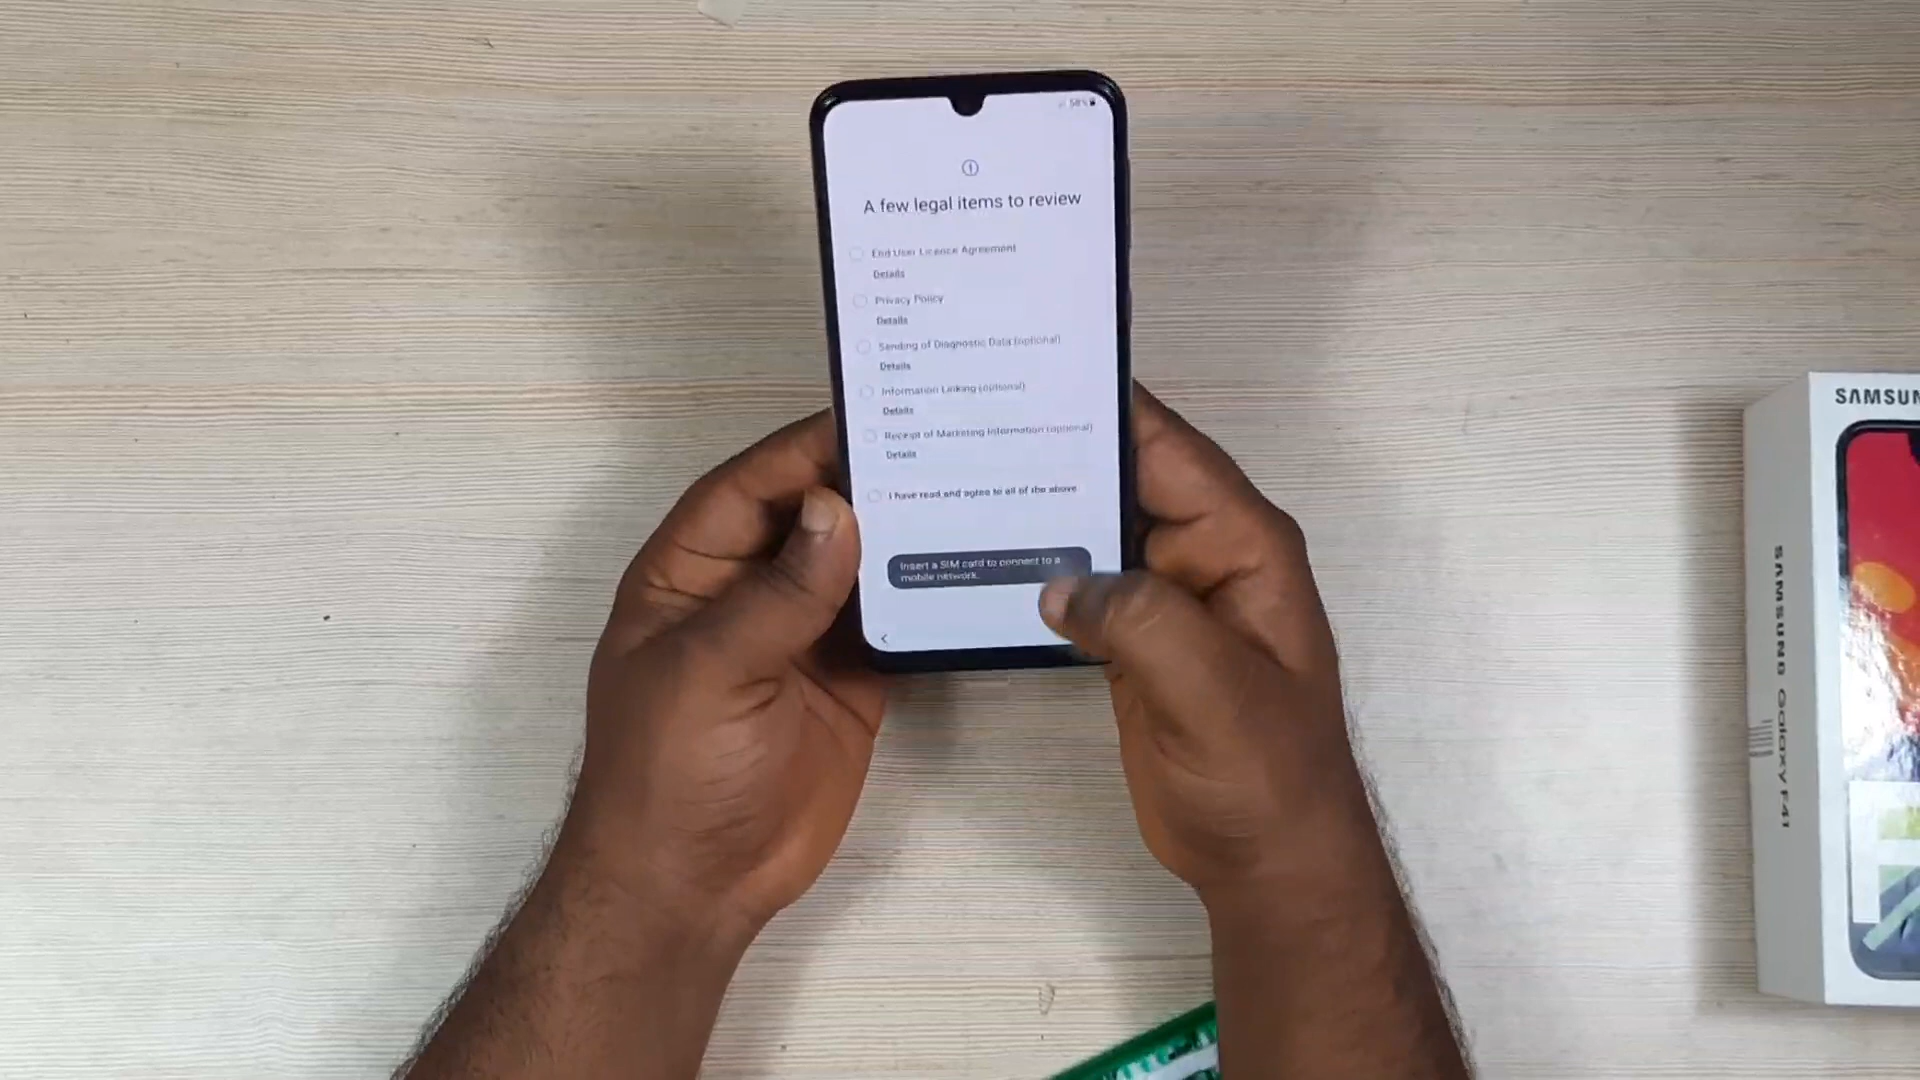 58%
A few legal items to review
End User Licence Agreement
Details
Privacy Policy
Details
Sending of Diagnostic Data (optional)
Details
Information Linking (optional)
Details
Receipt of Marketing Information (optional)
Details
I have read and agree to all of the above
Insert a SIM card to connect to a
mobile network.
SAMSUN
SAMSUNG Galaxy F41